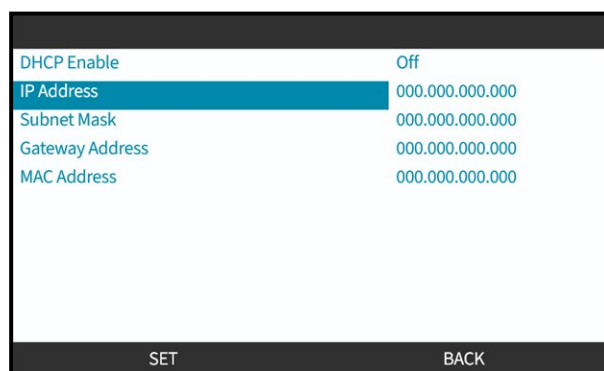 DHCP Enable Off
IP Address 000.000.000.000
Subnet Mask 000.000.000.000
Gateway Address 000.000.000.000
MAC Address 000.000.000.000
SET BACK